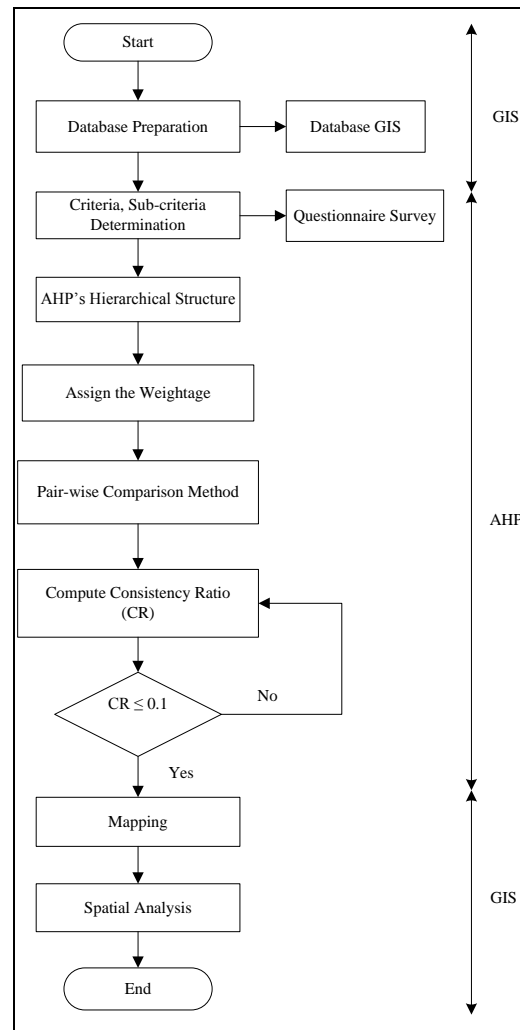 Start
GIS
Database Preparation
Database GIS
Criteria, Sub-criteria
Determination
Questionnaire Survey
AHP's Hierarchical Structure
Assign the Weightage
Pair-wise Comparison Method
AHP
Compute Consistency Ratio
(CR)
CR ≤ 0.1
No
Yes
Mapping
Spatial Analysis
GIS
End